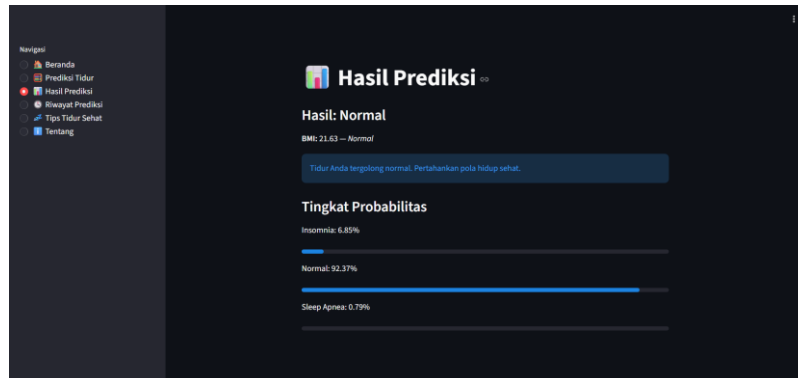 Navigasi
Beranda
Prediksi Tidur
Hasil Prediksi
Riwayat Prediksi
Tips Tidur Sehat
Tentang
Hasil Prediksi
Hasil: Normal
BMI: 21.63 — Normal
Tidur Anda tergolong normal. Pertahankan pola hidup sehat.
Tingkat Probabilitas
Insomnia: 6.85%
Normal: 92.37%
Sleep Apnea: 0.79%